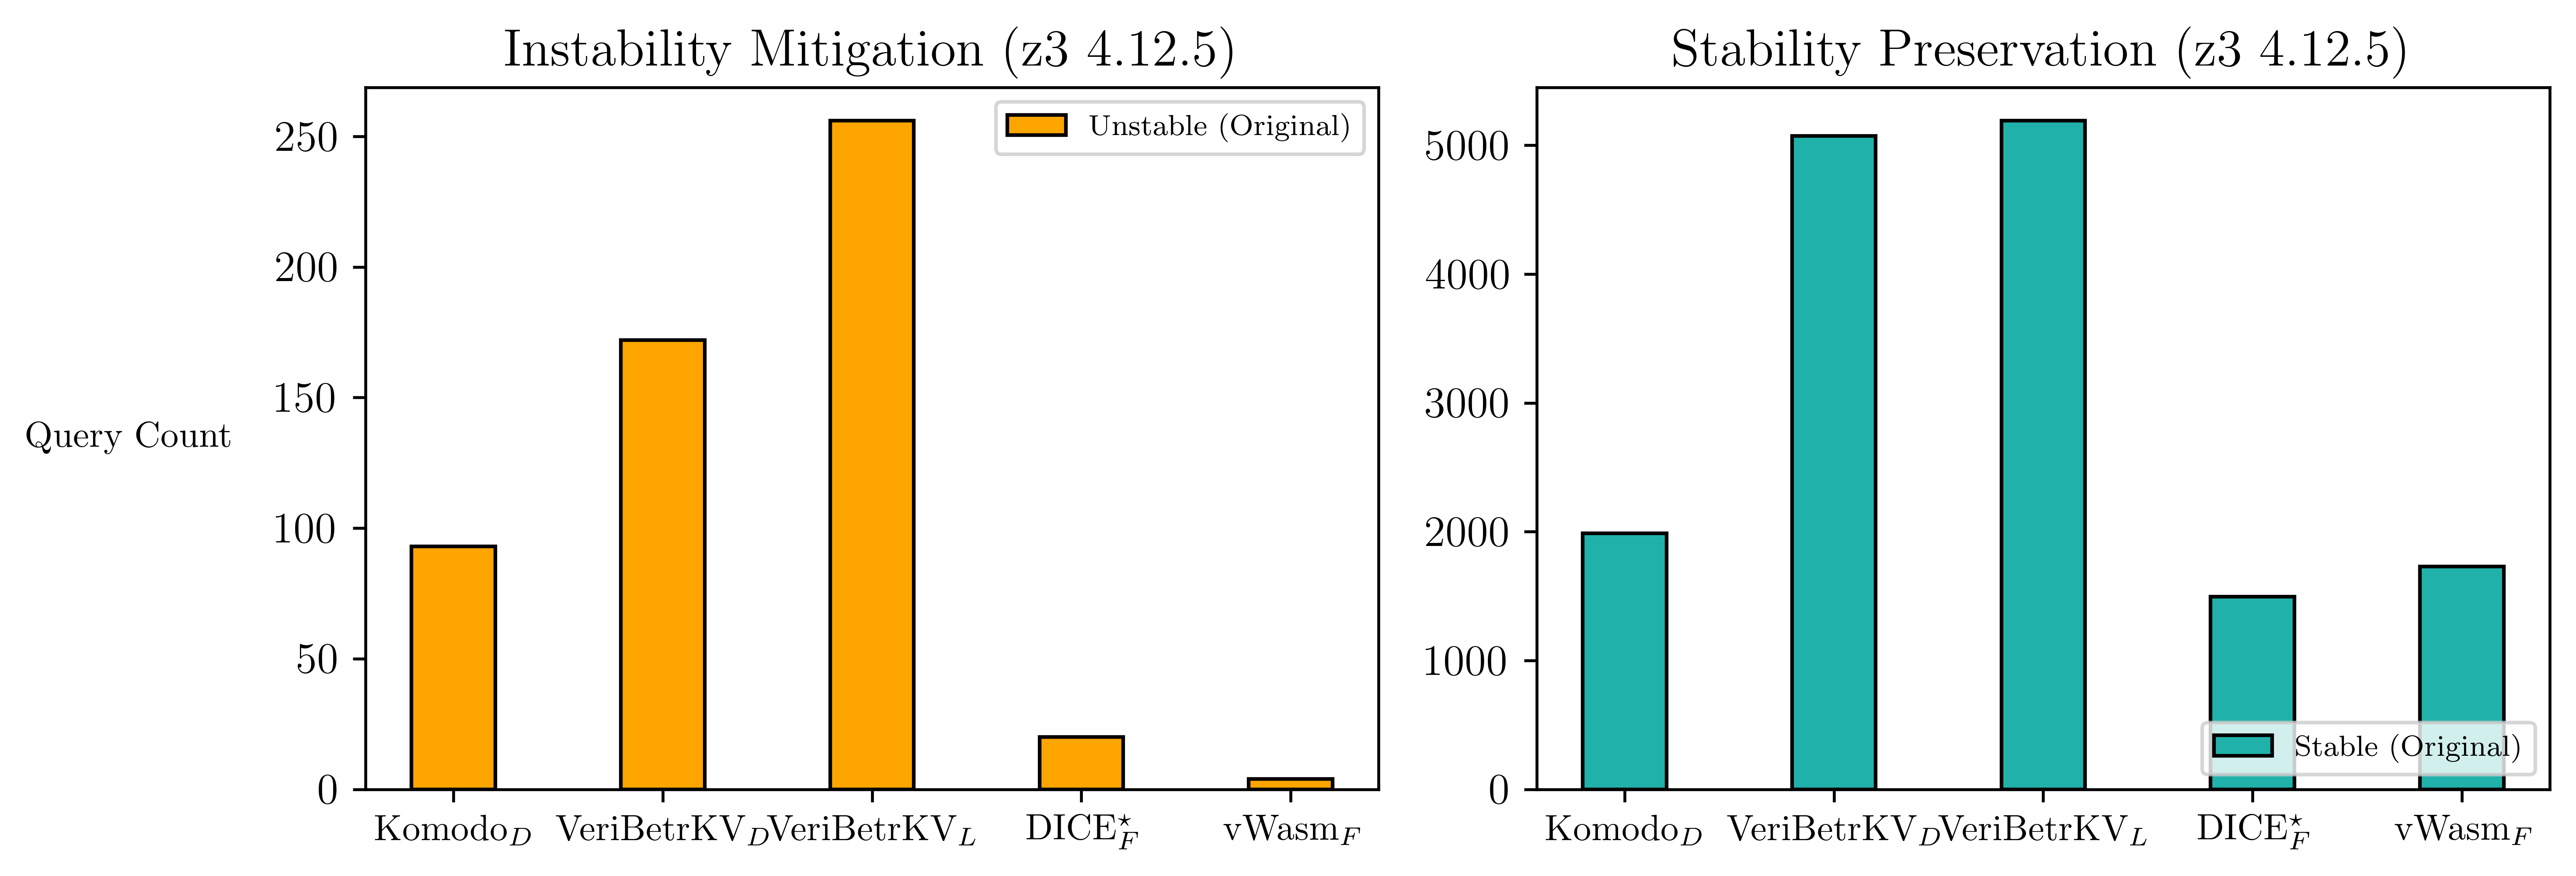 Instability Mitigation (z3 4.12.5)
Unstable (Original)
250
200
150
100
50
0
Query Count
Komodo_D VeriBetrKV_D VeriBetrKV_L DICE^⋆_F vWasm_F
Stability Preservation (z3 4.12.5)
5000
4000
3000
2000
1000
0
Stable (Original)
Komodo_D VeriBetrKV_D VeriBetrKV_L DICE^⋆_F vWasm_F